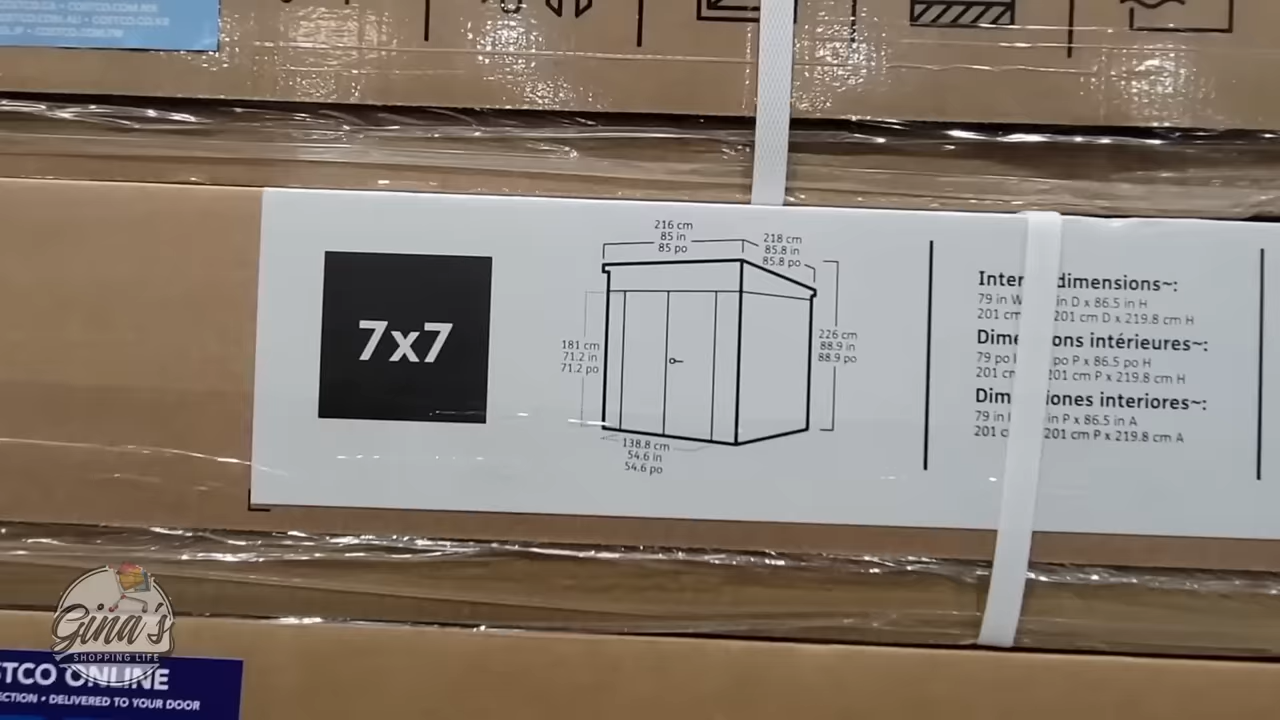 7x7
216 cm
85 in
85 po
218 cm
85.8 in
85.8 po
181 cm
71.2 in
71.2 po
226 cm
88.9 in
88.9 po
138.8 cm
54.6 in
54.6 po
Inter dimensions~:
79 in W in D x 86.5 in H
201 cm 201 cm D x 219.8 cm H
Dime ons intérieures~:
79 po po P x 86.5 po H
201 cm 201 cm P x 219.8 cm H
Dim iones interiores~:
79 in in P x 86.5 in A
201 c 201 cm P x 219.8 cm A
Gina's
SHOPPING LIFE
STCO ONLINE
ECTION • DELIVERED TO YOUR DOOR